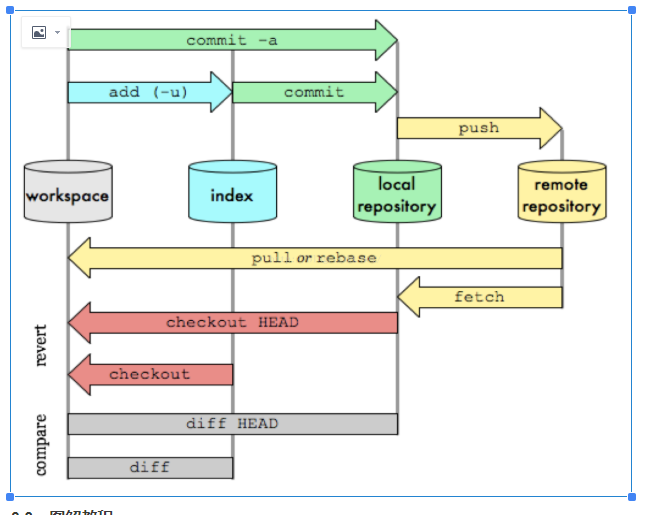 commit -a
add (-u)
commit
push
workspace
index
local
repository
remote
repository
pull or rebase
fetch
revert
checkout HEAD
checkout
compare
diff HEAD
diff